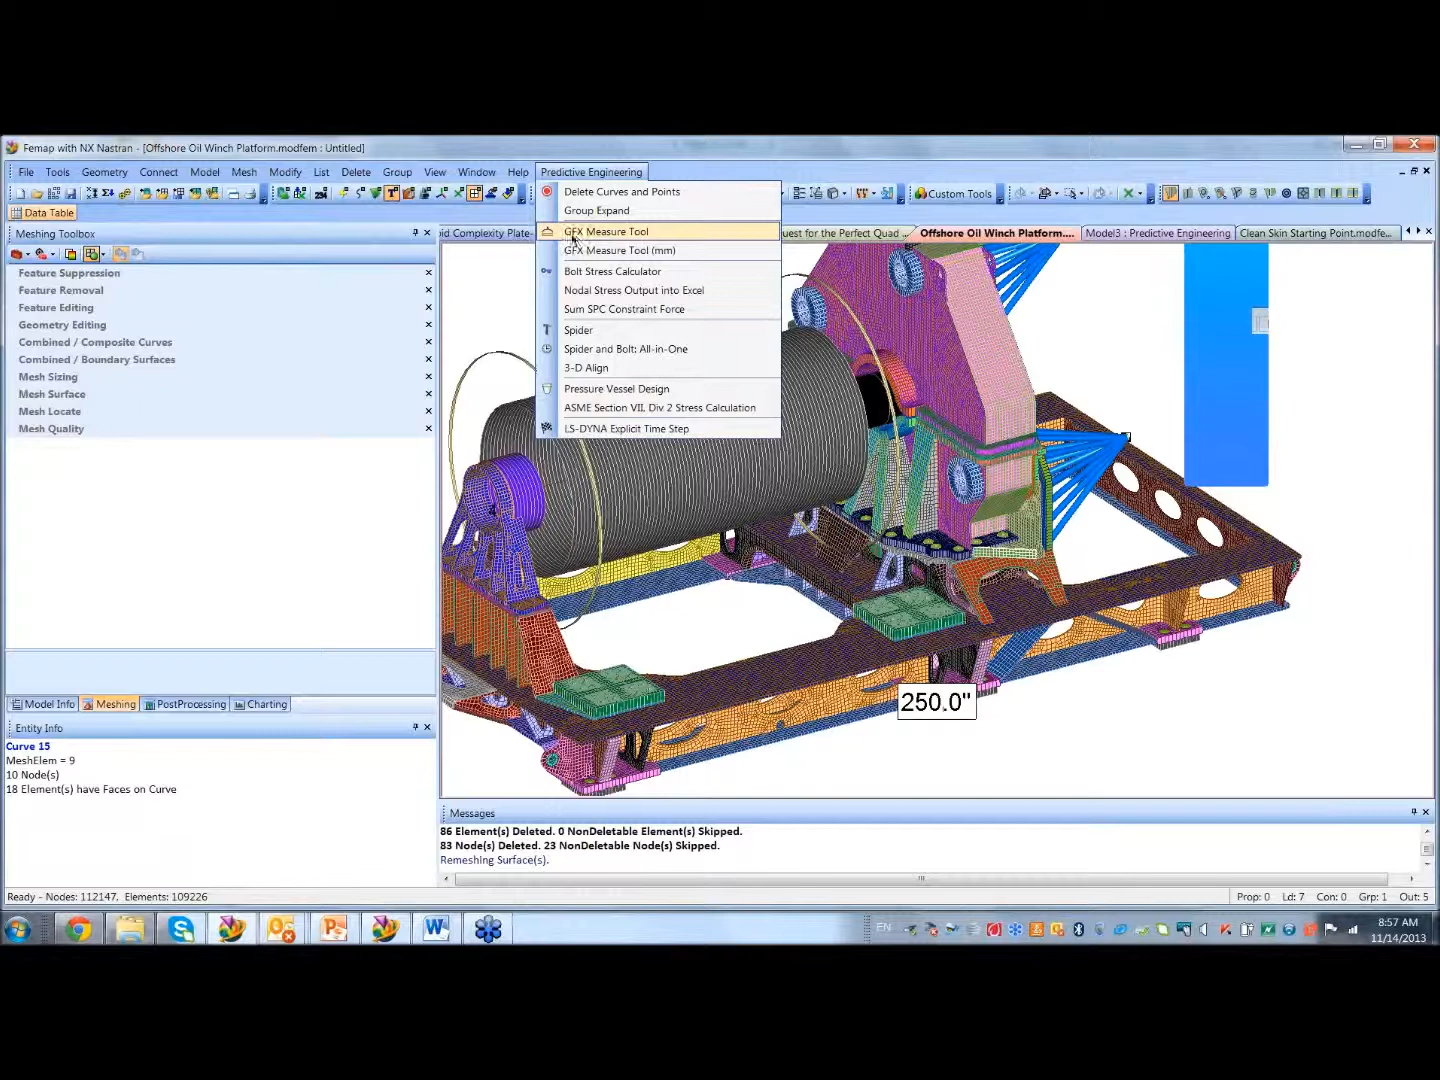 Femap with NX Nastran - [Offshore Oil Winch Platform.modfem : Untitled]
File Tools Geometry Connect Model Mesh Modify List Delete Group View Window Help Predictive Engineering
Custom Tools
Delete Curves and Points
Group Expand
GFX Measure Tool
GFX Measure Tool (mm)
Bolt Stress Calculator
Nodal Stress Output into Excel
Sum SPC Constraint Force
Spider
Spider and Bolt: All-in-One
3-D Align
Pressure Vessel Design
ASME Section VII, Div 2 Stress Calculation
LS-DYNA Explicit Time Step
Data Table
Meshing Toolbox
oid Complexity Plate- uest for the Perfect Quad ... Offshore Oil Winch Platform.... Model3 : Predictive Engineering Clean Skin Starting Point.modfe...
Feature Suppression
Feature Removal
Feature Editing
Geometry Editing
Combined / Composite Curves
Combined / Boundary Surfaces
Mesh Sizing
Mesh Surface
Mesh Locate
Mesh Quality
250.0"
Model Info Meshing PostProcessing Charting
Entity Info
Curve 15
MeshElem = 9
10 Node(s)
18 Element(s) have Faces on Curve
Messages
86 Element(s) Deleted. 0 NonDeletable Element(s) Skipped.
83 Node(s) Deleted. 23 NonDeletable Node(s) Skipped.
Remeshing Surface(s).
Ready - Nodes: 112147, Elements: 109226
Prop: 0 Ld: 7 Con: 0 Grp: 1 Out: 5
EN
8:57 AM
11/14/2013